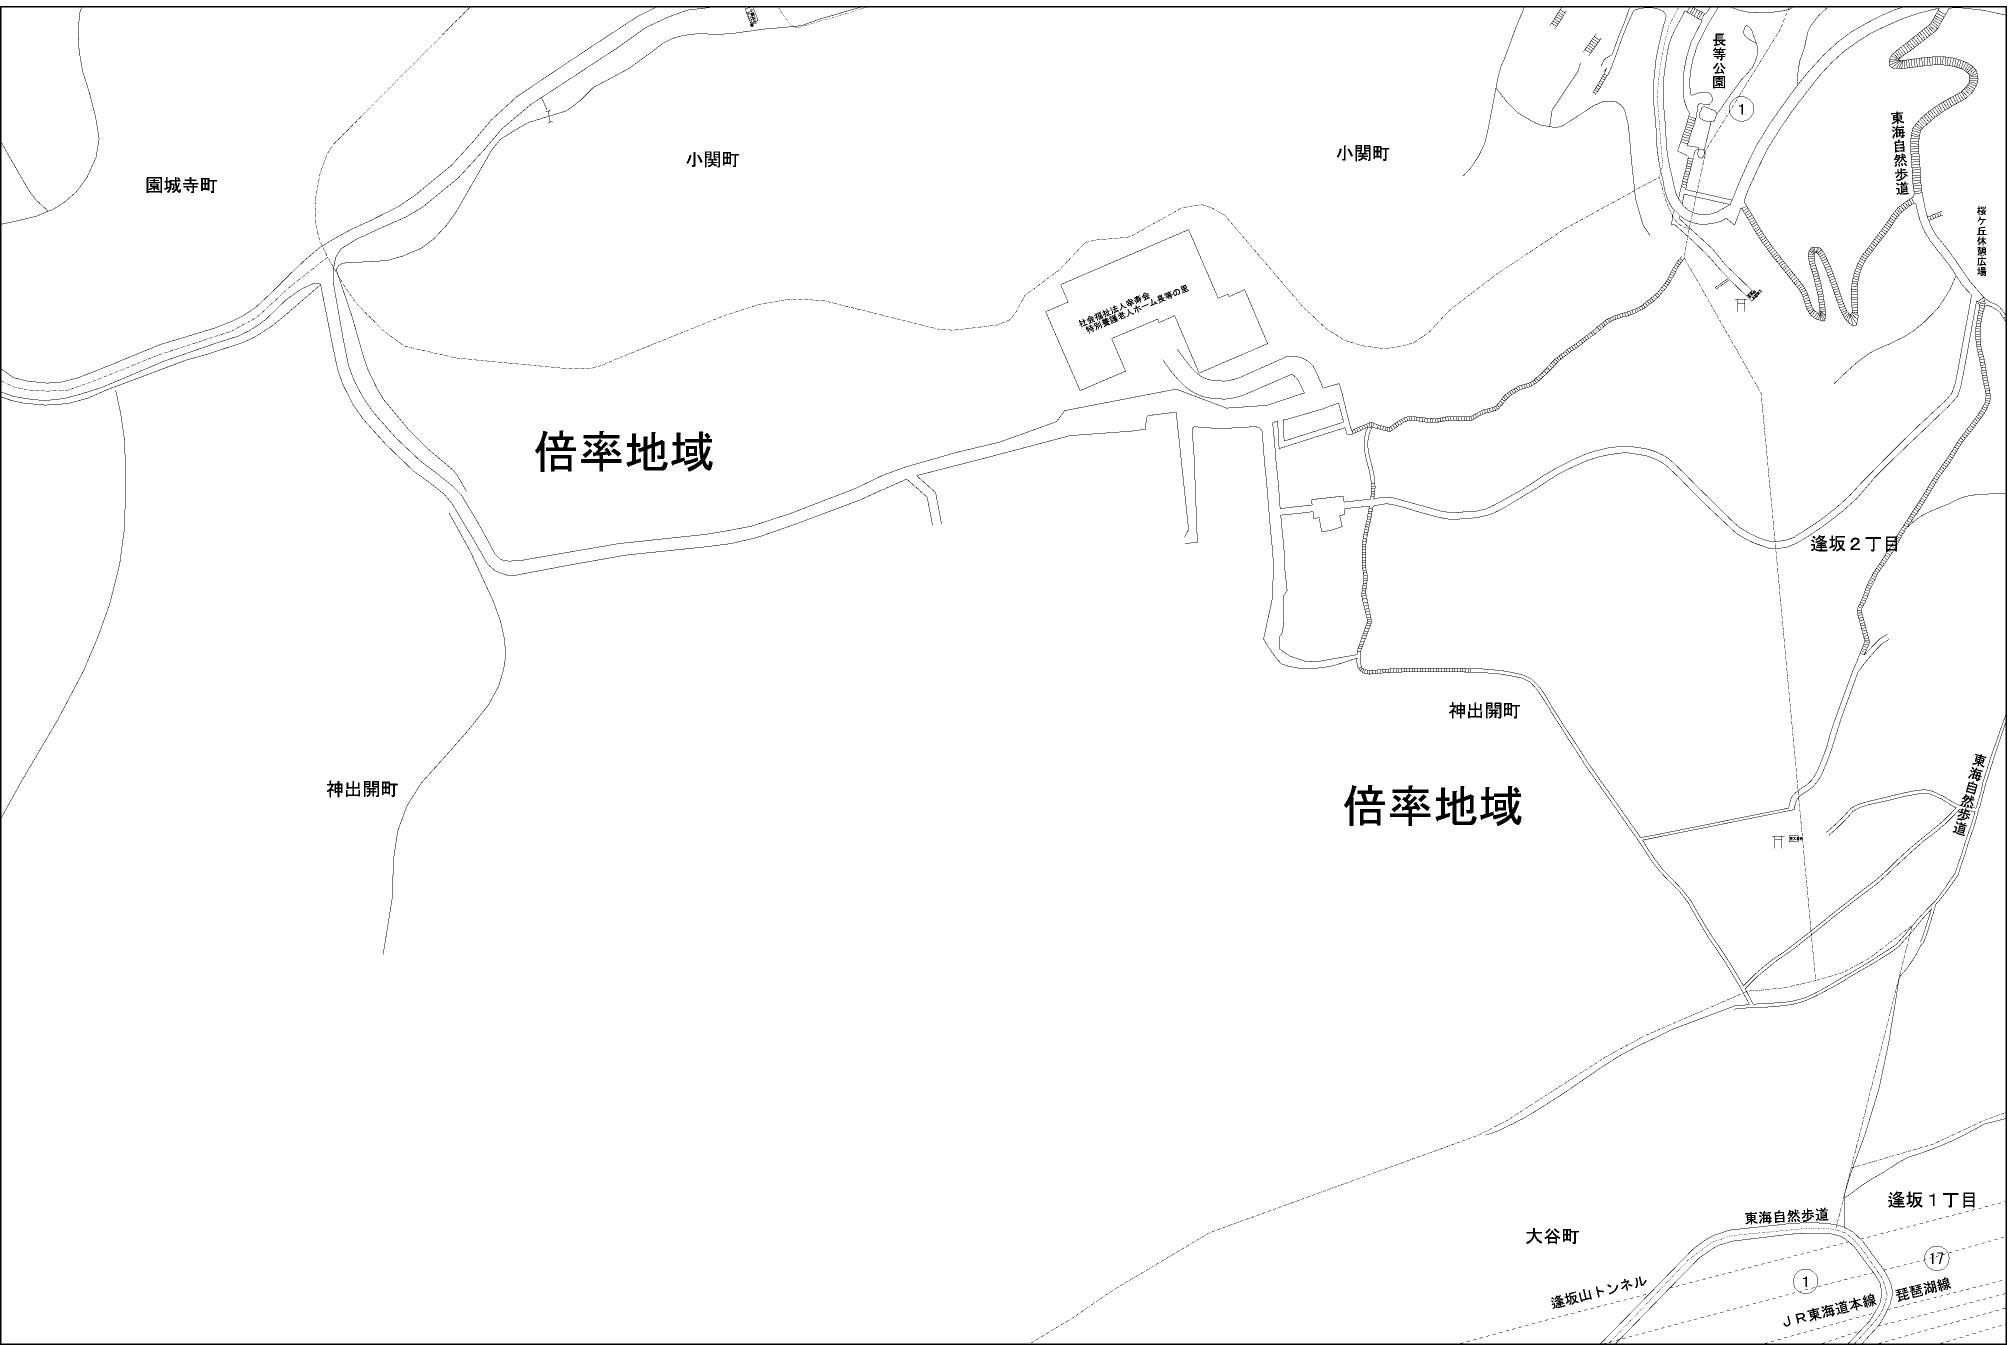 長等公園
1
東海自然歩道
小関町
小関町
園城寺町
桜ケ丘休憩広場
社会福祉法人幸寿会
特別養護老人ホーム長等の里
倍率地域
逢坂２丁目
神出開町
神出開町
倍率地域
東海自然歩道
逢坂１丁目
東海自然歩道
大谷町
17
1
逢坂山トンネル
琵琶湖線
ＪＲ東海道本線